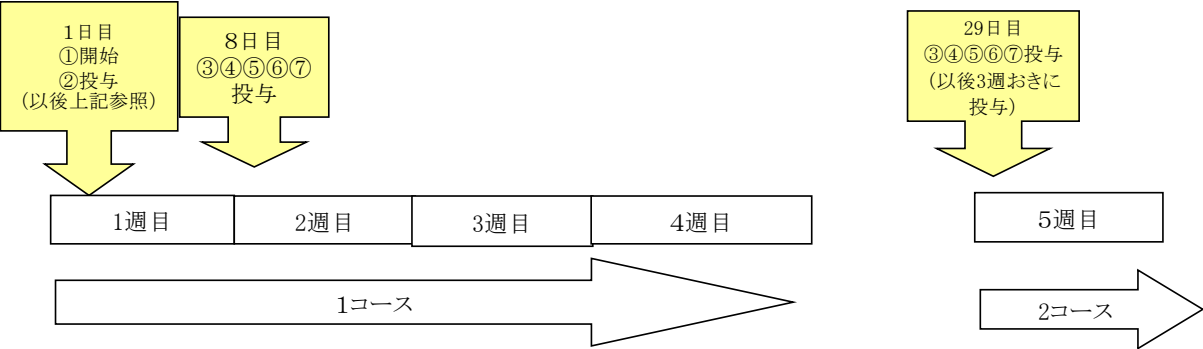 1日目
①開始
②投与
(以後上記参照)
8日目
③④⑤⑥⑦
投与
29日目
③④⑤⑥⑦投与
(以後3週おきに
投与)
1週目
2週目
3週目
4週目
5週目
1コース
2コース